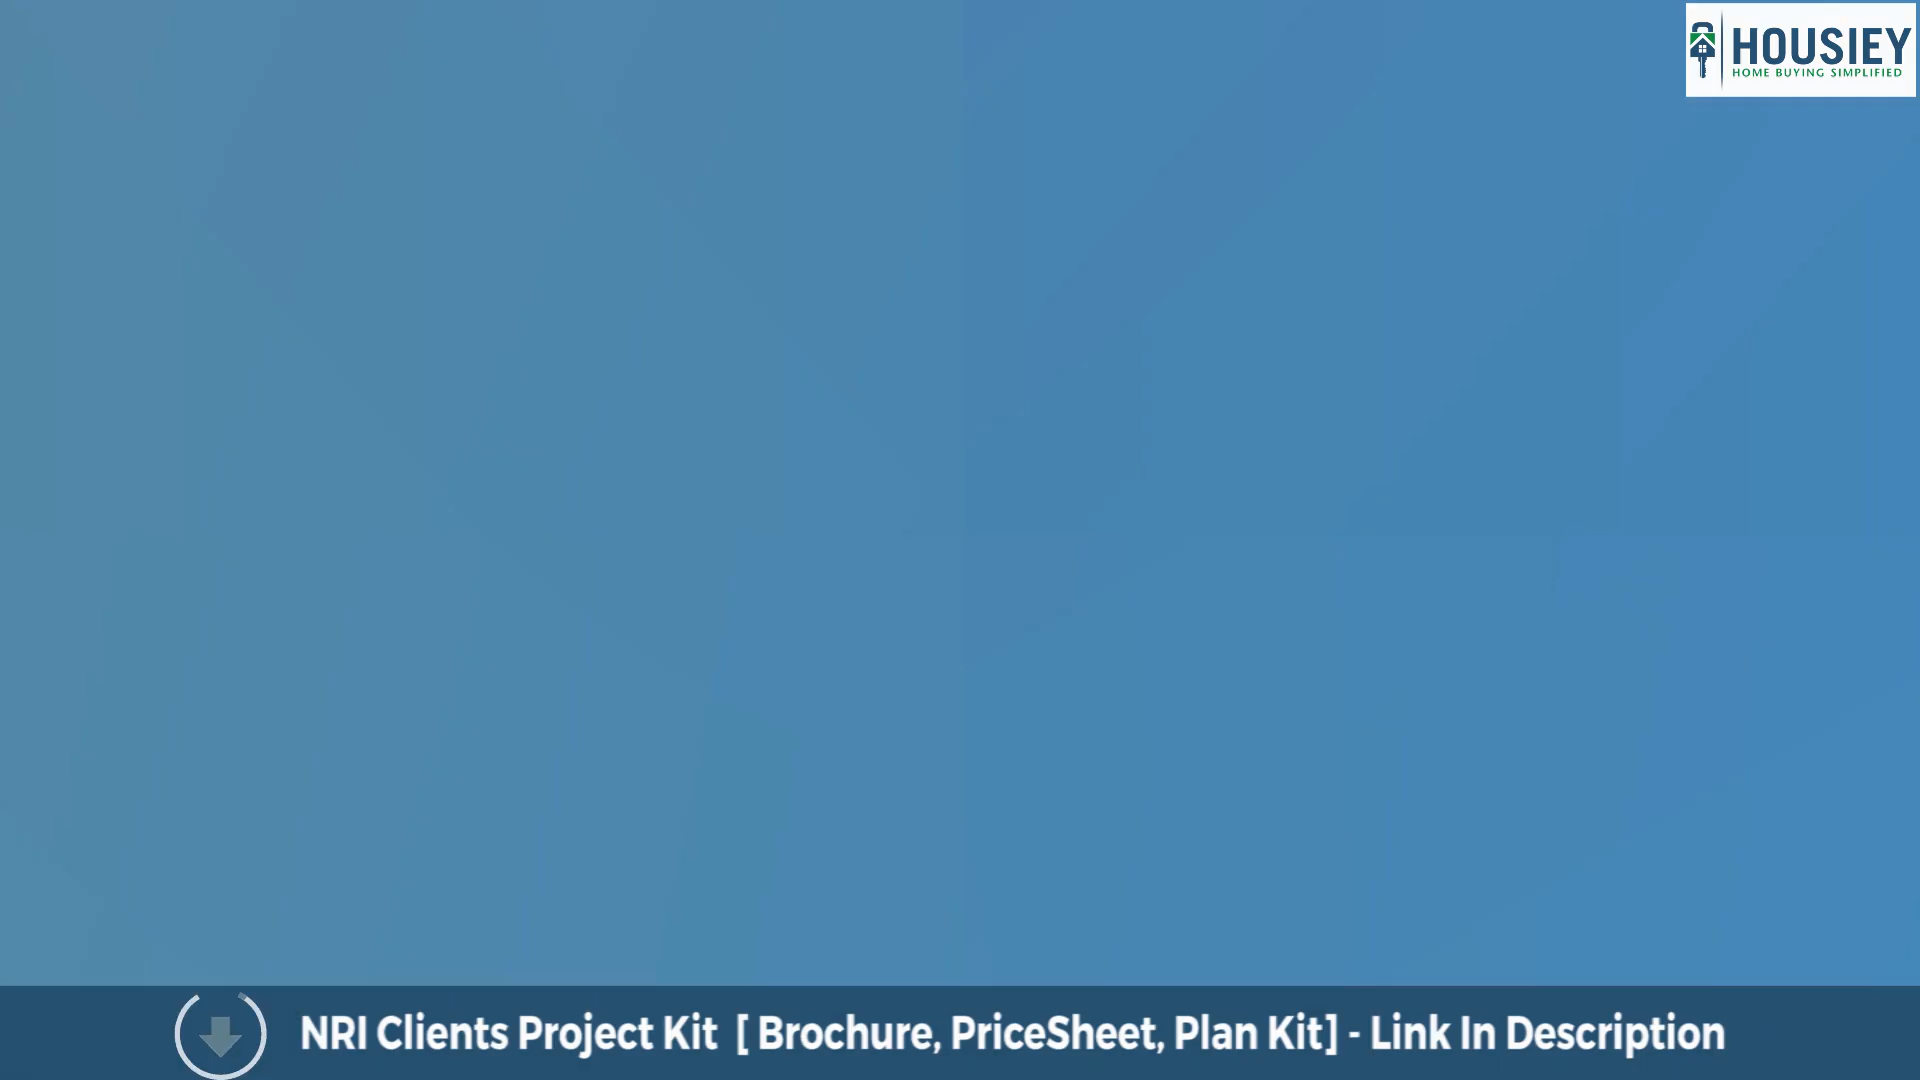 HOUSIEY
HOME BUYING SIMPLIFIED
NRI Clients Project Kit [ Brochure, PriceSheet, Plan Kit] - Link In Description